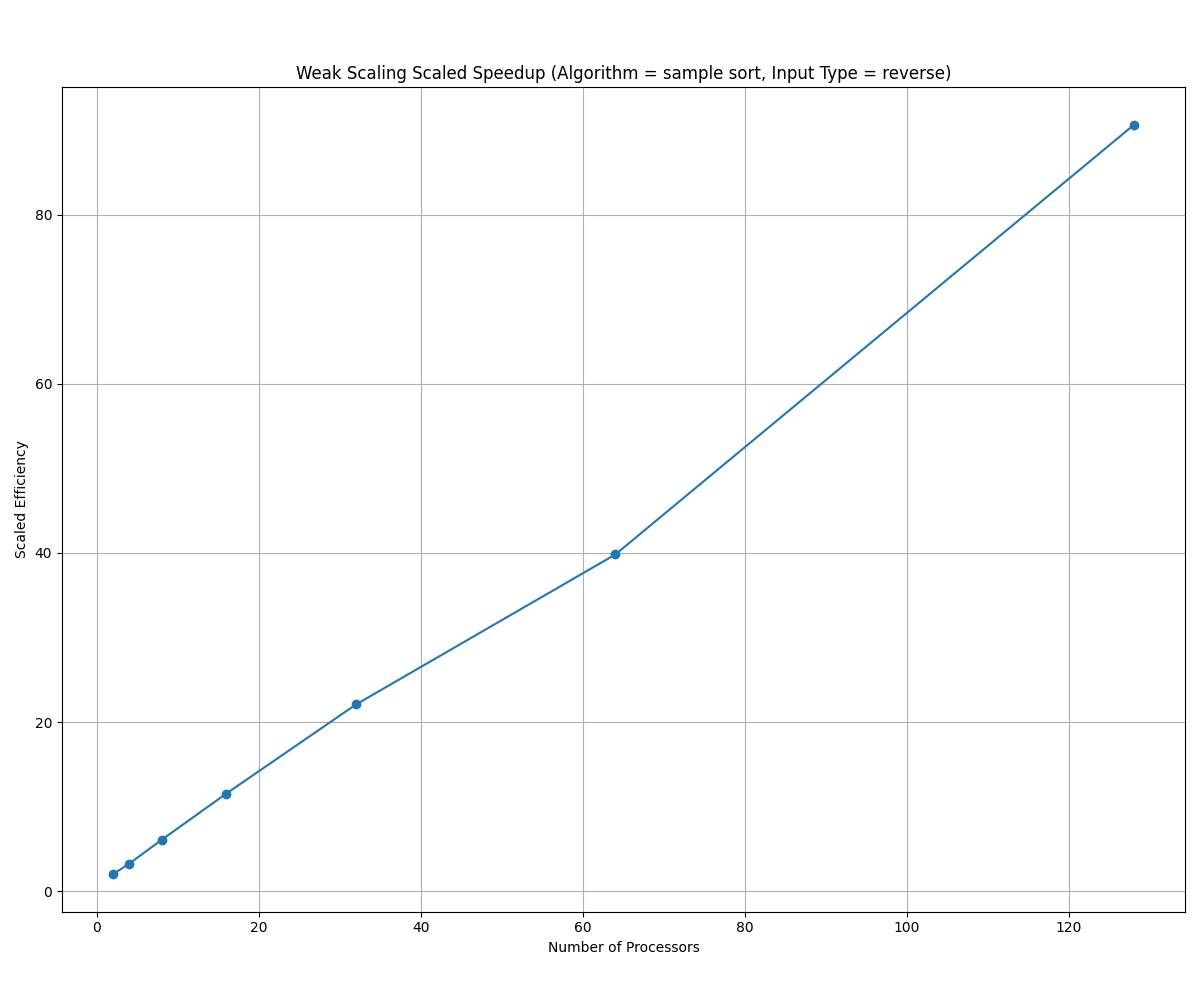 Weak Scaling Scaled Speedup (Algorithm = sample sort, Input Type = reverse)
Scaled Efficiency
80
60
40
20
0
0 20 40 60 80 100 120
Number of Processors